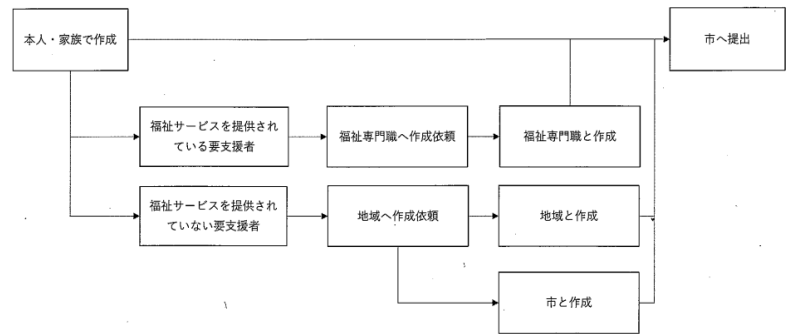 本人・家族で作成
市へ提出
福祉サービスを提供され
ている要支援者
福祉専門職へ作成依頼
福祉専門職と作成
福祉サービスを提供され
ていない要支援者
地域へ作成依頼
地域と作成
市と作成